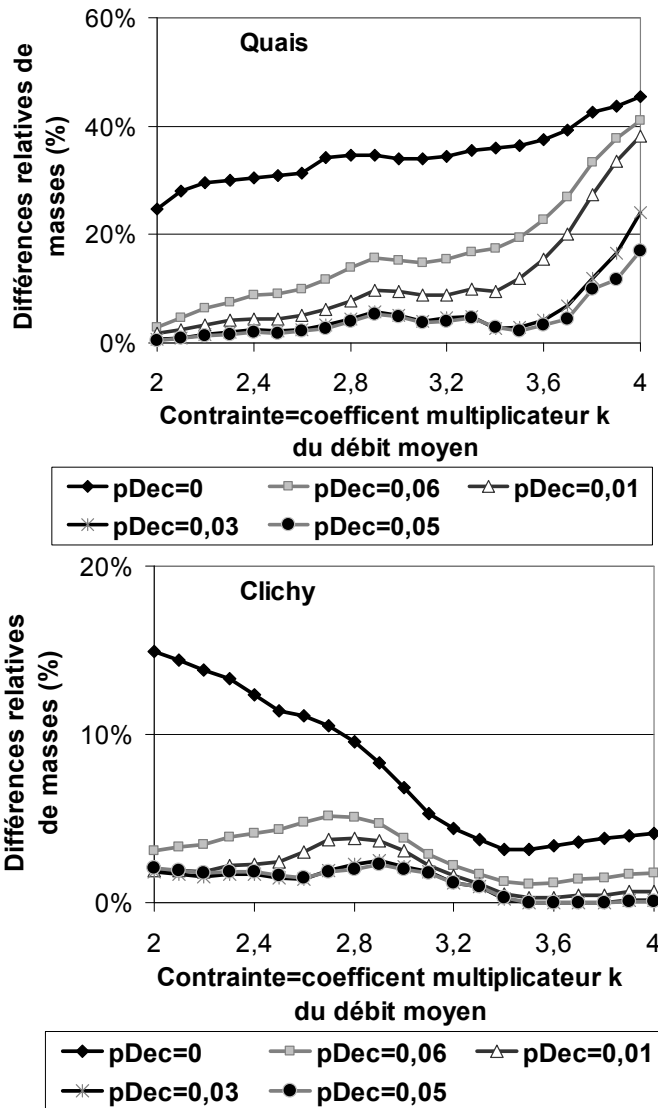 60%
Quais
40%
20%
0%
Différences relatives de
masses (%)
2 2,4 2,8 3,2 3,6 4
Contrainte=coefficent multiplicateur k
du débit moyen
pDec=0 pDec=0,06 pDec=0,01
pDec=0,03 pDec=0,05
20%
Clichy
10%
0%
Différences relatives
de masses (%)
2 2,4 2,8 3,2 3,6 4
Contrainte=coefficent multiplicateur k
du débit moyen
pDec=0 pDec=0,06 pDec=0,01
pDec=0,03 pDec=0,05